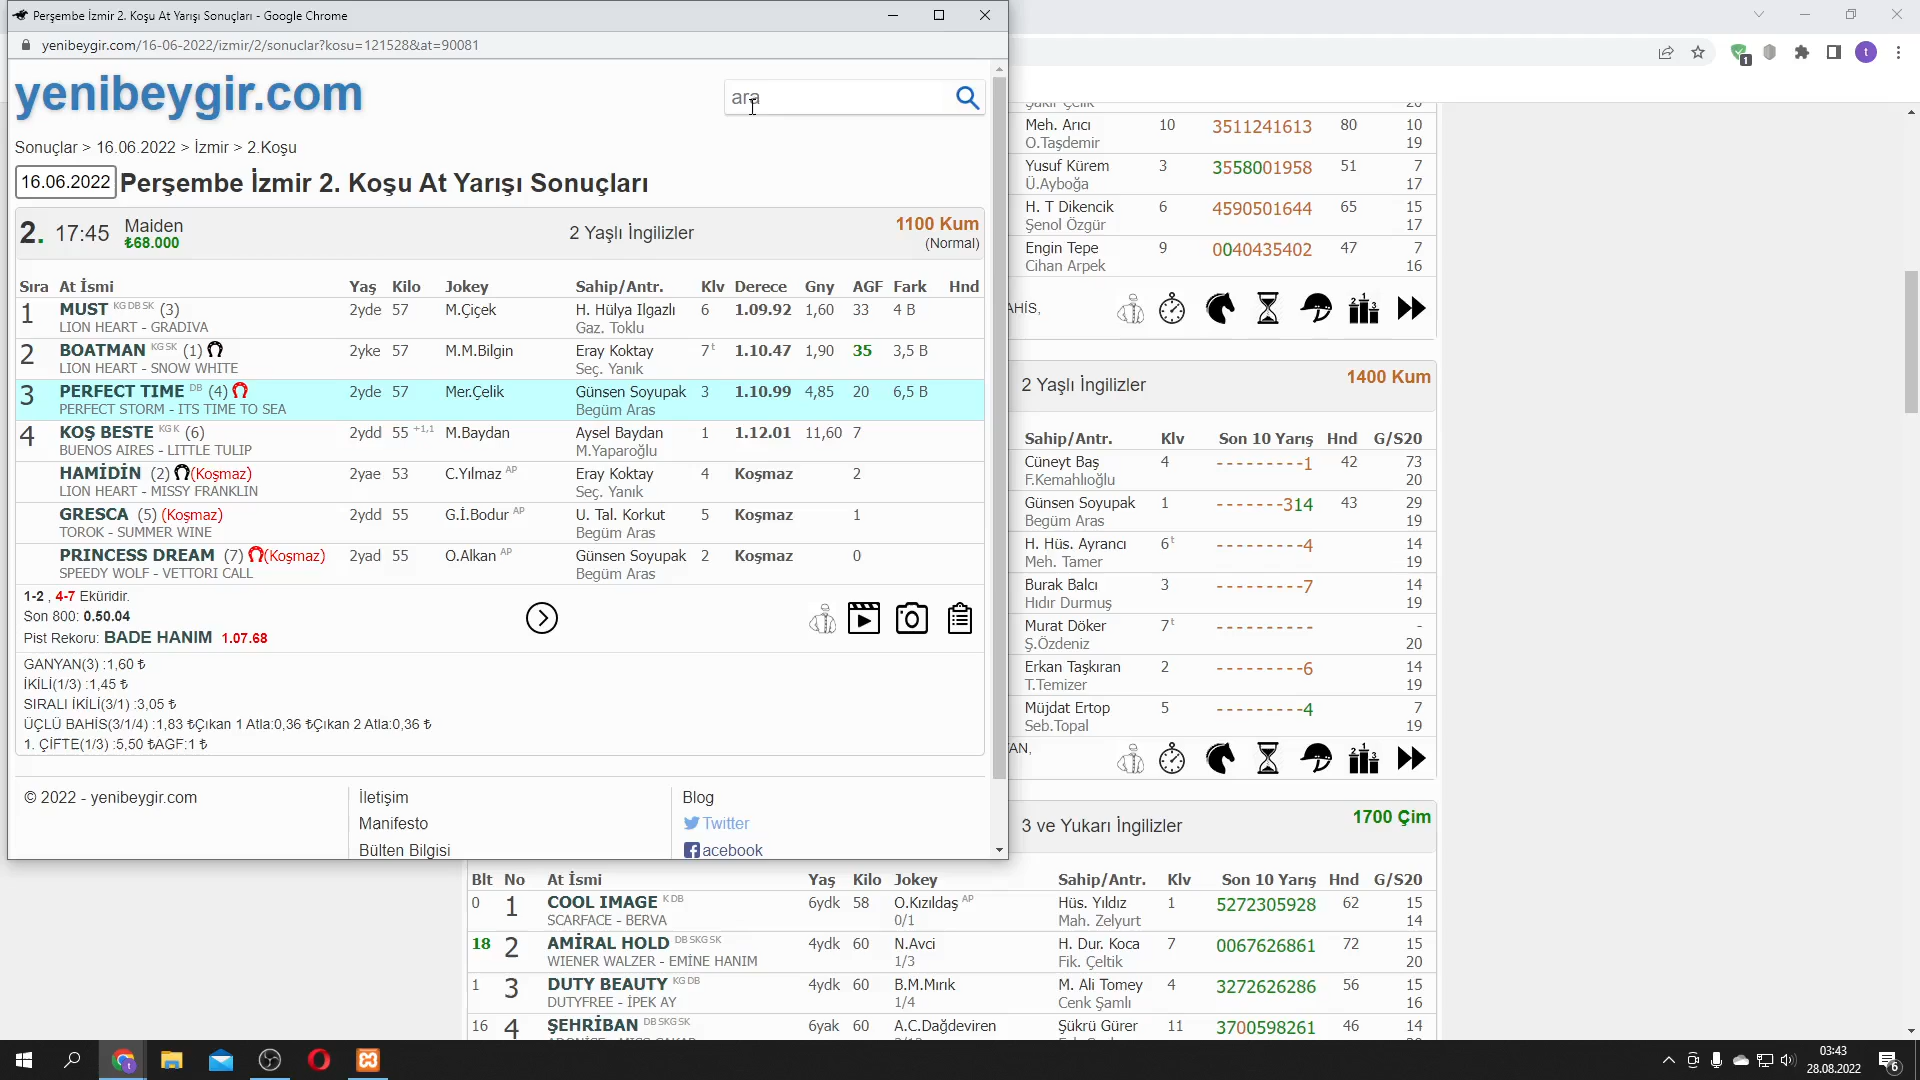 Perşembe İzmir 2. Koşu At Yarışı Sonuçları - Google Chrome
yenibeygir.com/16-06-2022/izmir/2/sonuclar?kosu=121528&at=90081
yenibeygir.com
ara
Sonuçlar > 16.06.2022 > İzmir > 2.Koşu
16.06.2022 Perşembe İzmir 2. Koşu At Yarışı Sonuçları
2. 17:45 Maiden ₺68.000 2 Yaşlı İngilizler 1100 Kum (Normal)
Sıra At İsmi Yaş Kilo Jokey Sahip/Antr. Klv Derece Gny AGF Fark Hnd
1 MUST KG DB SK (3) 2yde 57 M.Çiçek H. Hülya Ilgazlı 6 1.09.92 1,60 33 4 B
LION HEART - GRADIVA Gaz. Toklu
2 BOATMAN KG SK (1) 2yke 57 M.M.Bilgin Eray Koktay 7 t 1.10.47 1,90 35 3,5 B
LION HEART - SNOW WHITE Seç. Yanık
3 PERFECT TIME DB (4) 2yde 57 Mer.Çelik Günsen Soyupak 3 1.10.99 4,85 20 6,5 B
PERFECT STORM - ITS TIME TO SEA Begüm Aras
4 KOŞ BESTE KG K (6) 2ydd 55 +1,1 M.Baydan Aysel Baydan 1 1.12.01 11,60 7
BUENOS AIRES - LITTLE TULIP M.Yaparoğlu
HAMİDİN (2) (Koşmaz) 2yae 53 C.Yılmaz AP Eray Koktay 4 Koşmaz 2
LION HEART - MISSY FRANKLIN Seç. Yanık
GRESCA (5) (Koşmaz) 2ydd 55 G.İ.Bodur AP U. Tal. Korkut 5 Koşmaz 1
TOROK - SUMMER WINE Begüm Aras
PRINCESS DREAM (7) (Koşmaz) 2yad 55 O.Alkan AP Günsen Soyupak 2 Koşmaz 0
SPEEDY WOLF - VETTORI CALL Begüm Aras
1-2 , 4-7 Eküridir.
Son 800: 0.50.04
Pist Rekoru: BADE HANIM 1.07.68
GANYAN(3) :1,60 ₺
İKİLİ(1/3) :1,45 ₺
SIRALI İKİLİ(3/1) :3,05 ₺
ÜÇLÜ BAHİS(3/1/4) :1,83 ₺Çıkan 1 Atla:0,36 ₺Çıkan 2 Atla:0,36 ₺
1. ÇİFTE(1/3) :5,50 ₺AGF:1 ₺
© 2022 - yenibeygir.com İletişim Blog
Manifesto Twitter
Bülten Bilgisi acebook
1
t
Şakir Çelik 20
Meh. Arıcı 10 3511241613 80 10
O.Taşdemir 19
Yusuf Kürem 3 3558001958 51 7
Ü.Ayboğa 17
H. T Dikencik 6 4590501644 65 15
Şenol Özgür 17
Engin Tepe 9 0040435402 47 7
Cihan Arpek 16
AHİS,
2 1 3
2 Yaşlı İngilizler 1400 Kum
Sahip/Antr. Klv Son 10 Yarış Hnd G/S20
Cüneyt Baş 4 ---------1 42 73
F.Kemahlıoğlu 20
Günsen Soyupak 1 -------314 43 29
Begüm Aras 19
H. Hüs. Ayrancı 6 t ---------4 14
Meh. Tamer 19
Burak Balcı 3 ---------7 14
Hıdır Durmuş 19
Murat Döker 7 t ---------- -
Ş.Özdeniz 20
Erkan Taşkıran 2 ---------6 14
T.Temizer 19
Müjdat Ertop 5 ---------4 7
Seb.Topal 19
AN,
2 1 3
3 ve Yukarı İngilizler 1700 Çim
Blt No At İsmi Yaş Kilo Jokey Sahip/Antr. Klv Son 10 Yarış Hnd G/S20
0 1 COOL IMAGE K DB 6ydk 58 O.Kızıldaş AP Hüs. Yıldız 1 5272305928 62 15
SCARFACE - BERVA 0/1 Mah. Zelyurt 14
18 2 AMİRAL HOLD DB SKG SK 4ydk 60 N.Avci H. Dur. Koca 7 0067626861 72 15
WIENER WALZER - EMİNE HANIM 1/3 Fik. Çeltik 20
1 3 DUTY BEAUTY KG DB 4ydk 60 B.M.Mırık M. Ali Tomey 4 3272626286 56 15
DUTYFREE - İPEK AY 1/4 Cenk Şamlı 16
16 4 ŞEHRİBAN DB SKG SK 6yak 60 A.C.Dağdeviren Şükrü Gürer 11 3700598261 46 14
03:43
28.08.2022
6